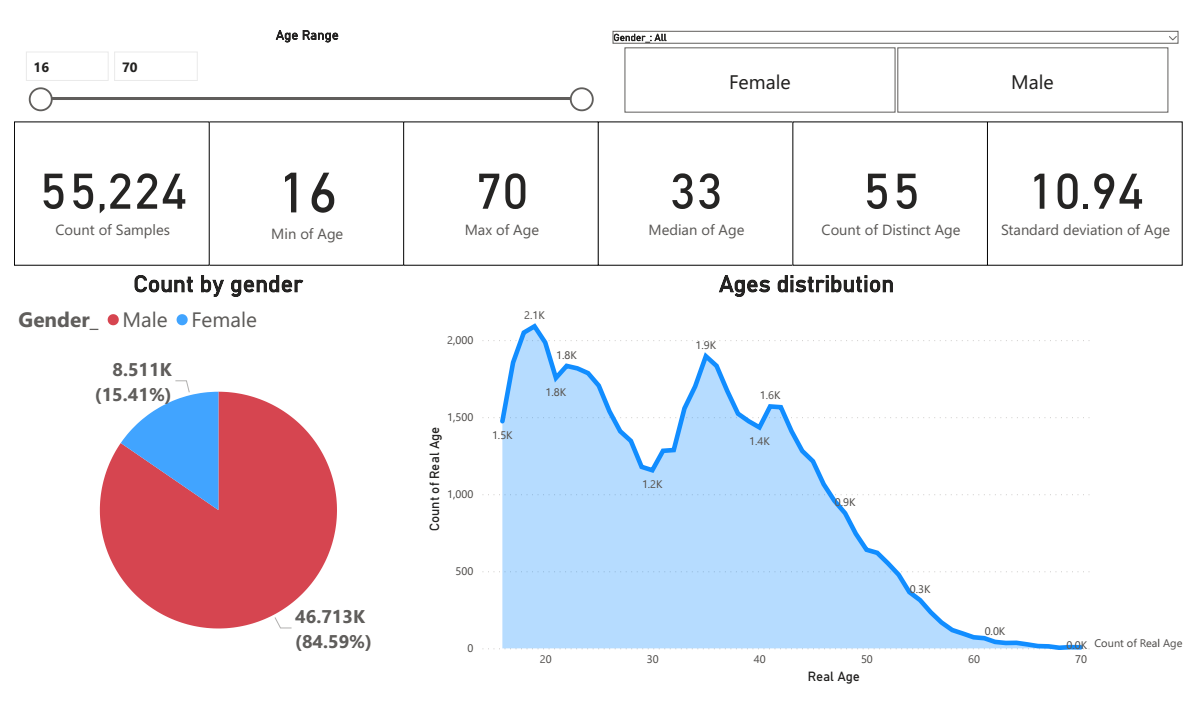 Age Range
16
70
Gender_: All
Female
Male
55,224
Count of Samples
16
Min of Age
70
Max of Age
33
Median of Age
55
Count of Distinct Age
10.94
Standard deviation of Age
Count by gender
Gender_ Male Female
8.511K
(15.41%)
46.713K
(84.59%)
Ages distribution
Count of Real Age
2,000
1,500
1,000
500
0
2.1K
1.8K
1.8K
1.5K
1.2K
1.9K
1.6K
1.4K
0.9K
0.3K
0.0K
0.0K
Count of Real Age
20
30
40
50
60
70
Real Age